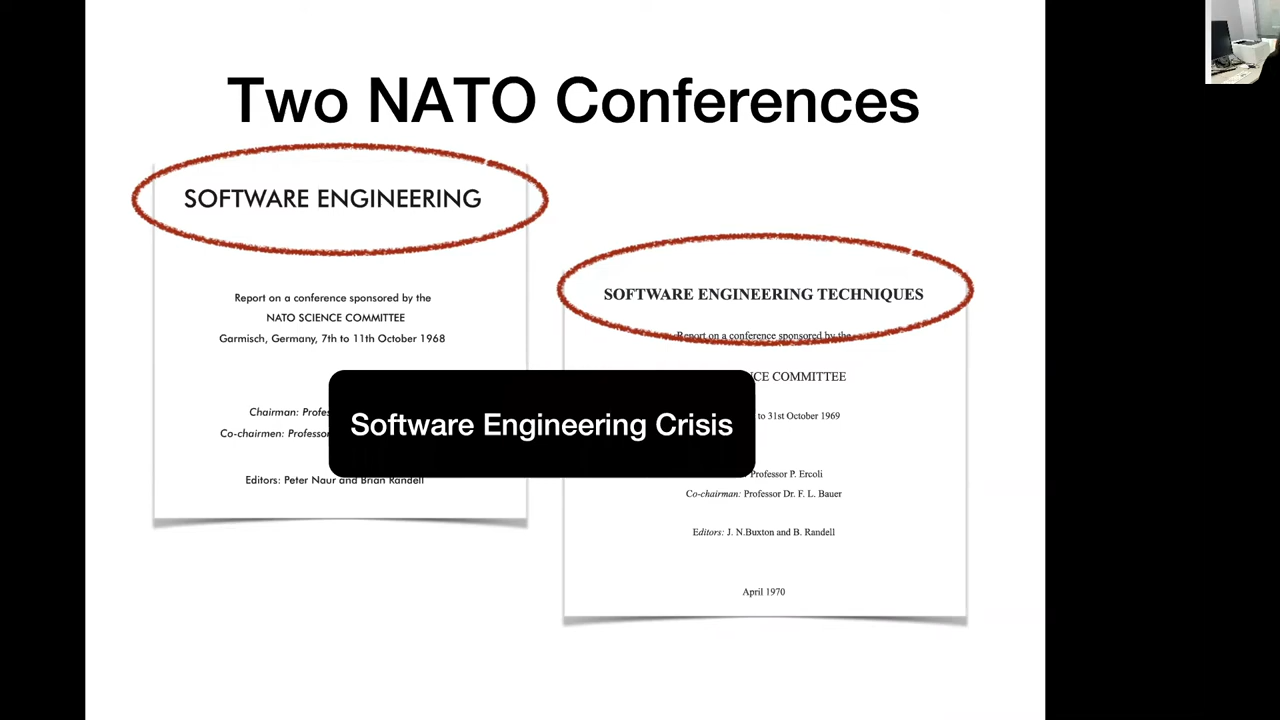 Two NATO Conferences
SOFTWARE ENGINEERING
Report on a conference sponsored by the
NATO SCIENCE COMMITTEE
Garmisch, Germany, 7th to 11th October 1968
Chairman:
Co-chairmen:
Editors: Peter Naur and Brian Randell
SOFTWARE ENGINEERING TECHNIQUES
Report on a conference sponsored by the
COMMITTEE
to 31st October 1969
Professor P. Ercoli
Co-chairman: Professor Dr. F. L. Bauer
Editors: J. N.Buxton and B. Randell
April 1970
Software Engineering Crisis